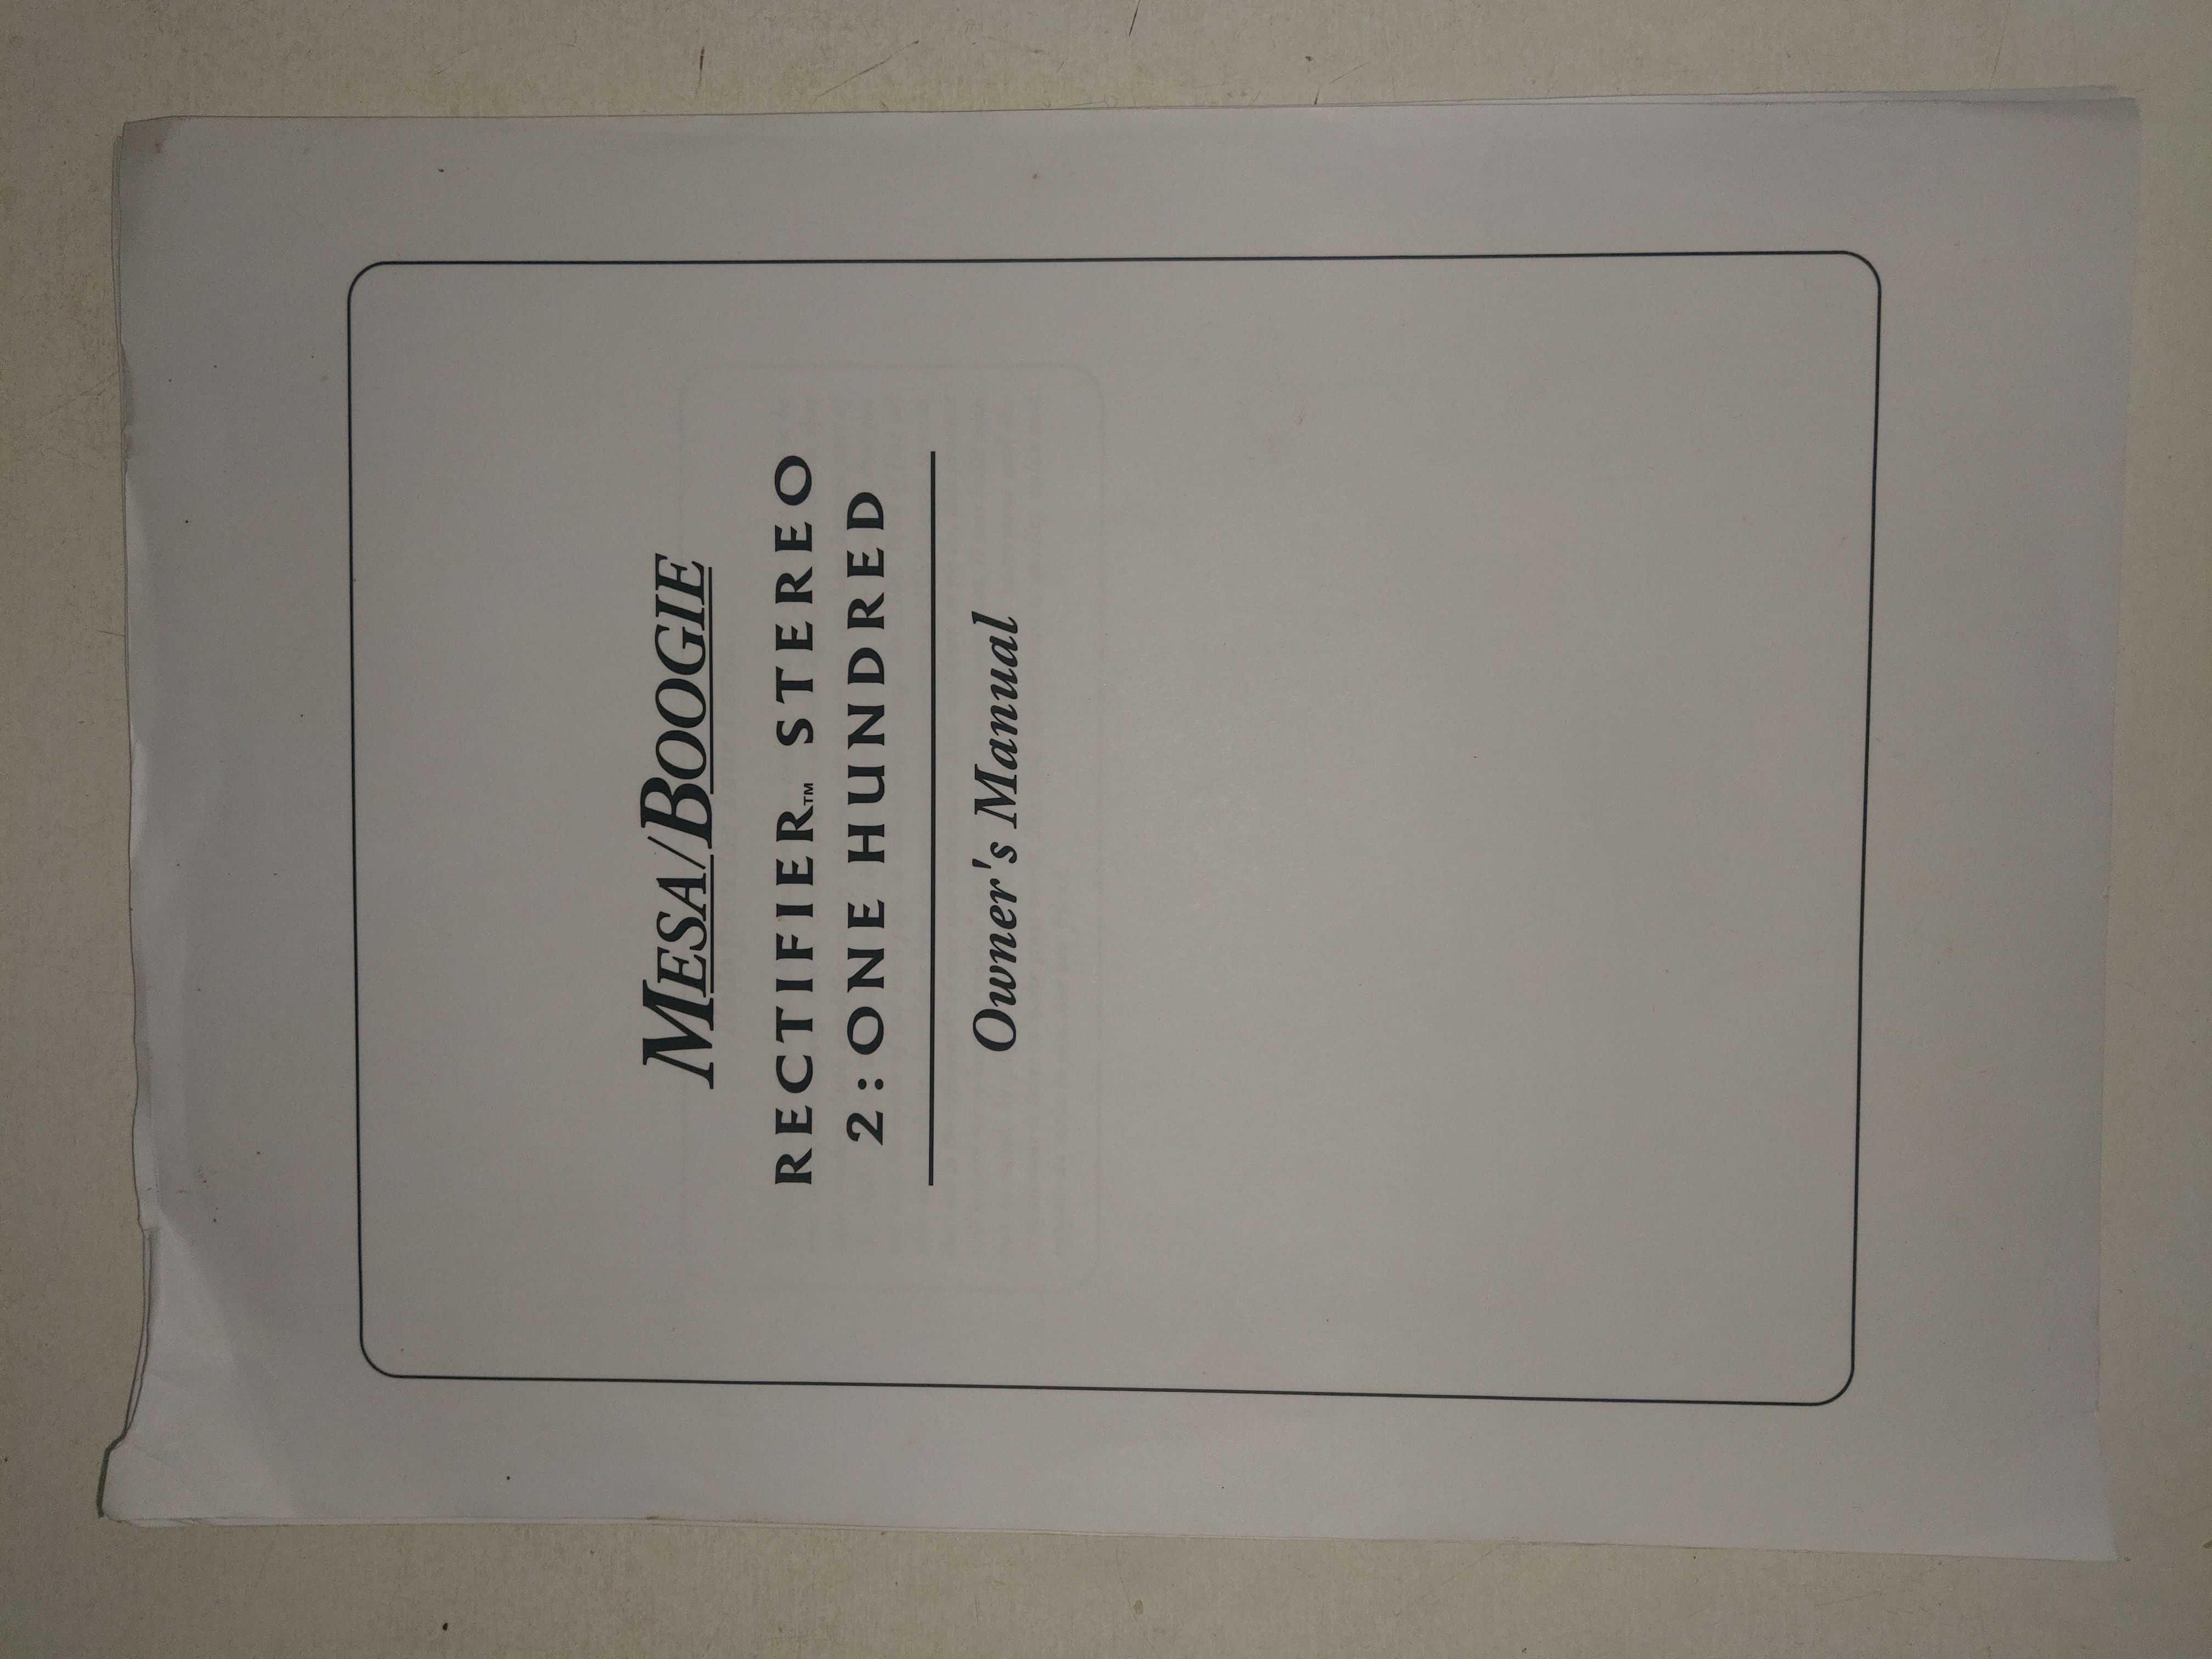 MESA/BOOGIE
RECTIFIER™ STEREO
2:ONE HUNDRED
Owner's Manual